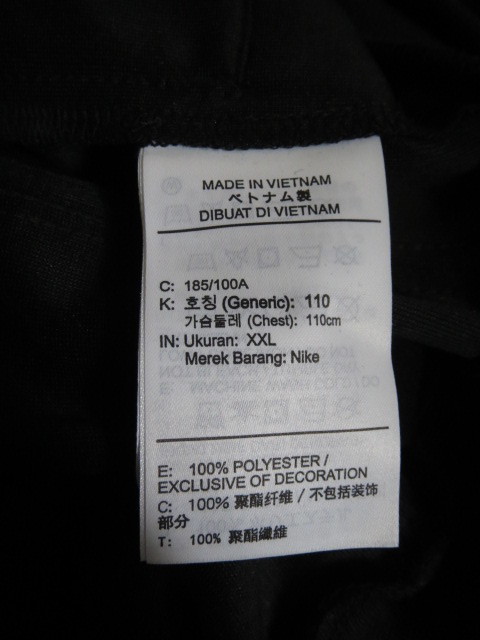 MADE IN VIETNAM
ベトナム製
DIBUAT DI VIETNAM
C: 185/100A
K: 호칭 (Generic): 110
가슴둘레 (Chest): 110cm
IN: Ukuran: XXL
Merek Barang: Nike
E: 100% POLYESTER /
EXCLUSIVE OF DECORATION
C: 100% 聚酯纤维 / 不包括装饰
部分
T: 100% 聚酯纖維